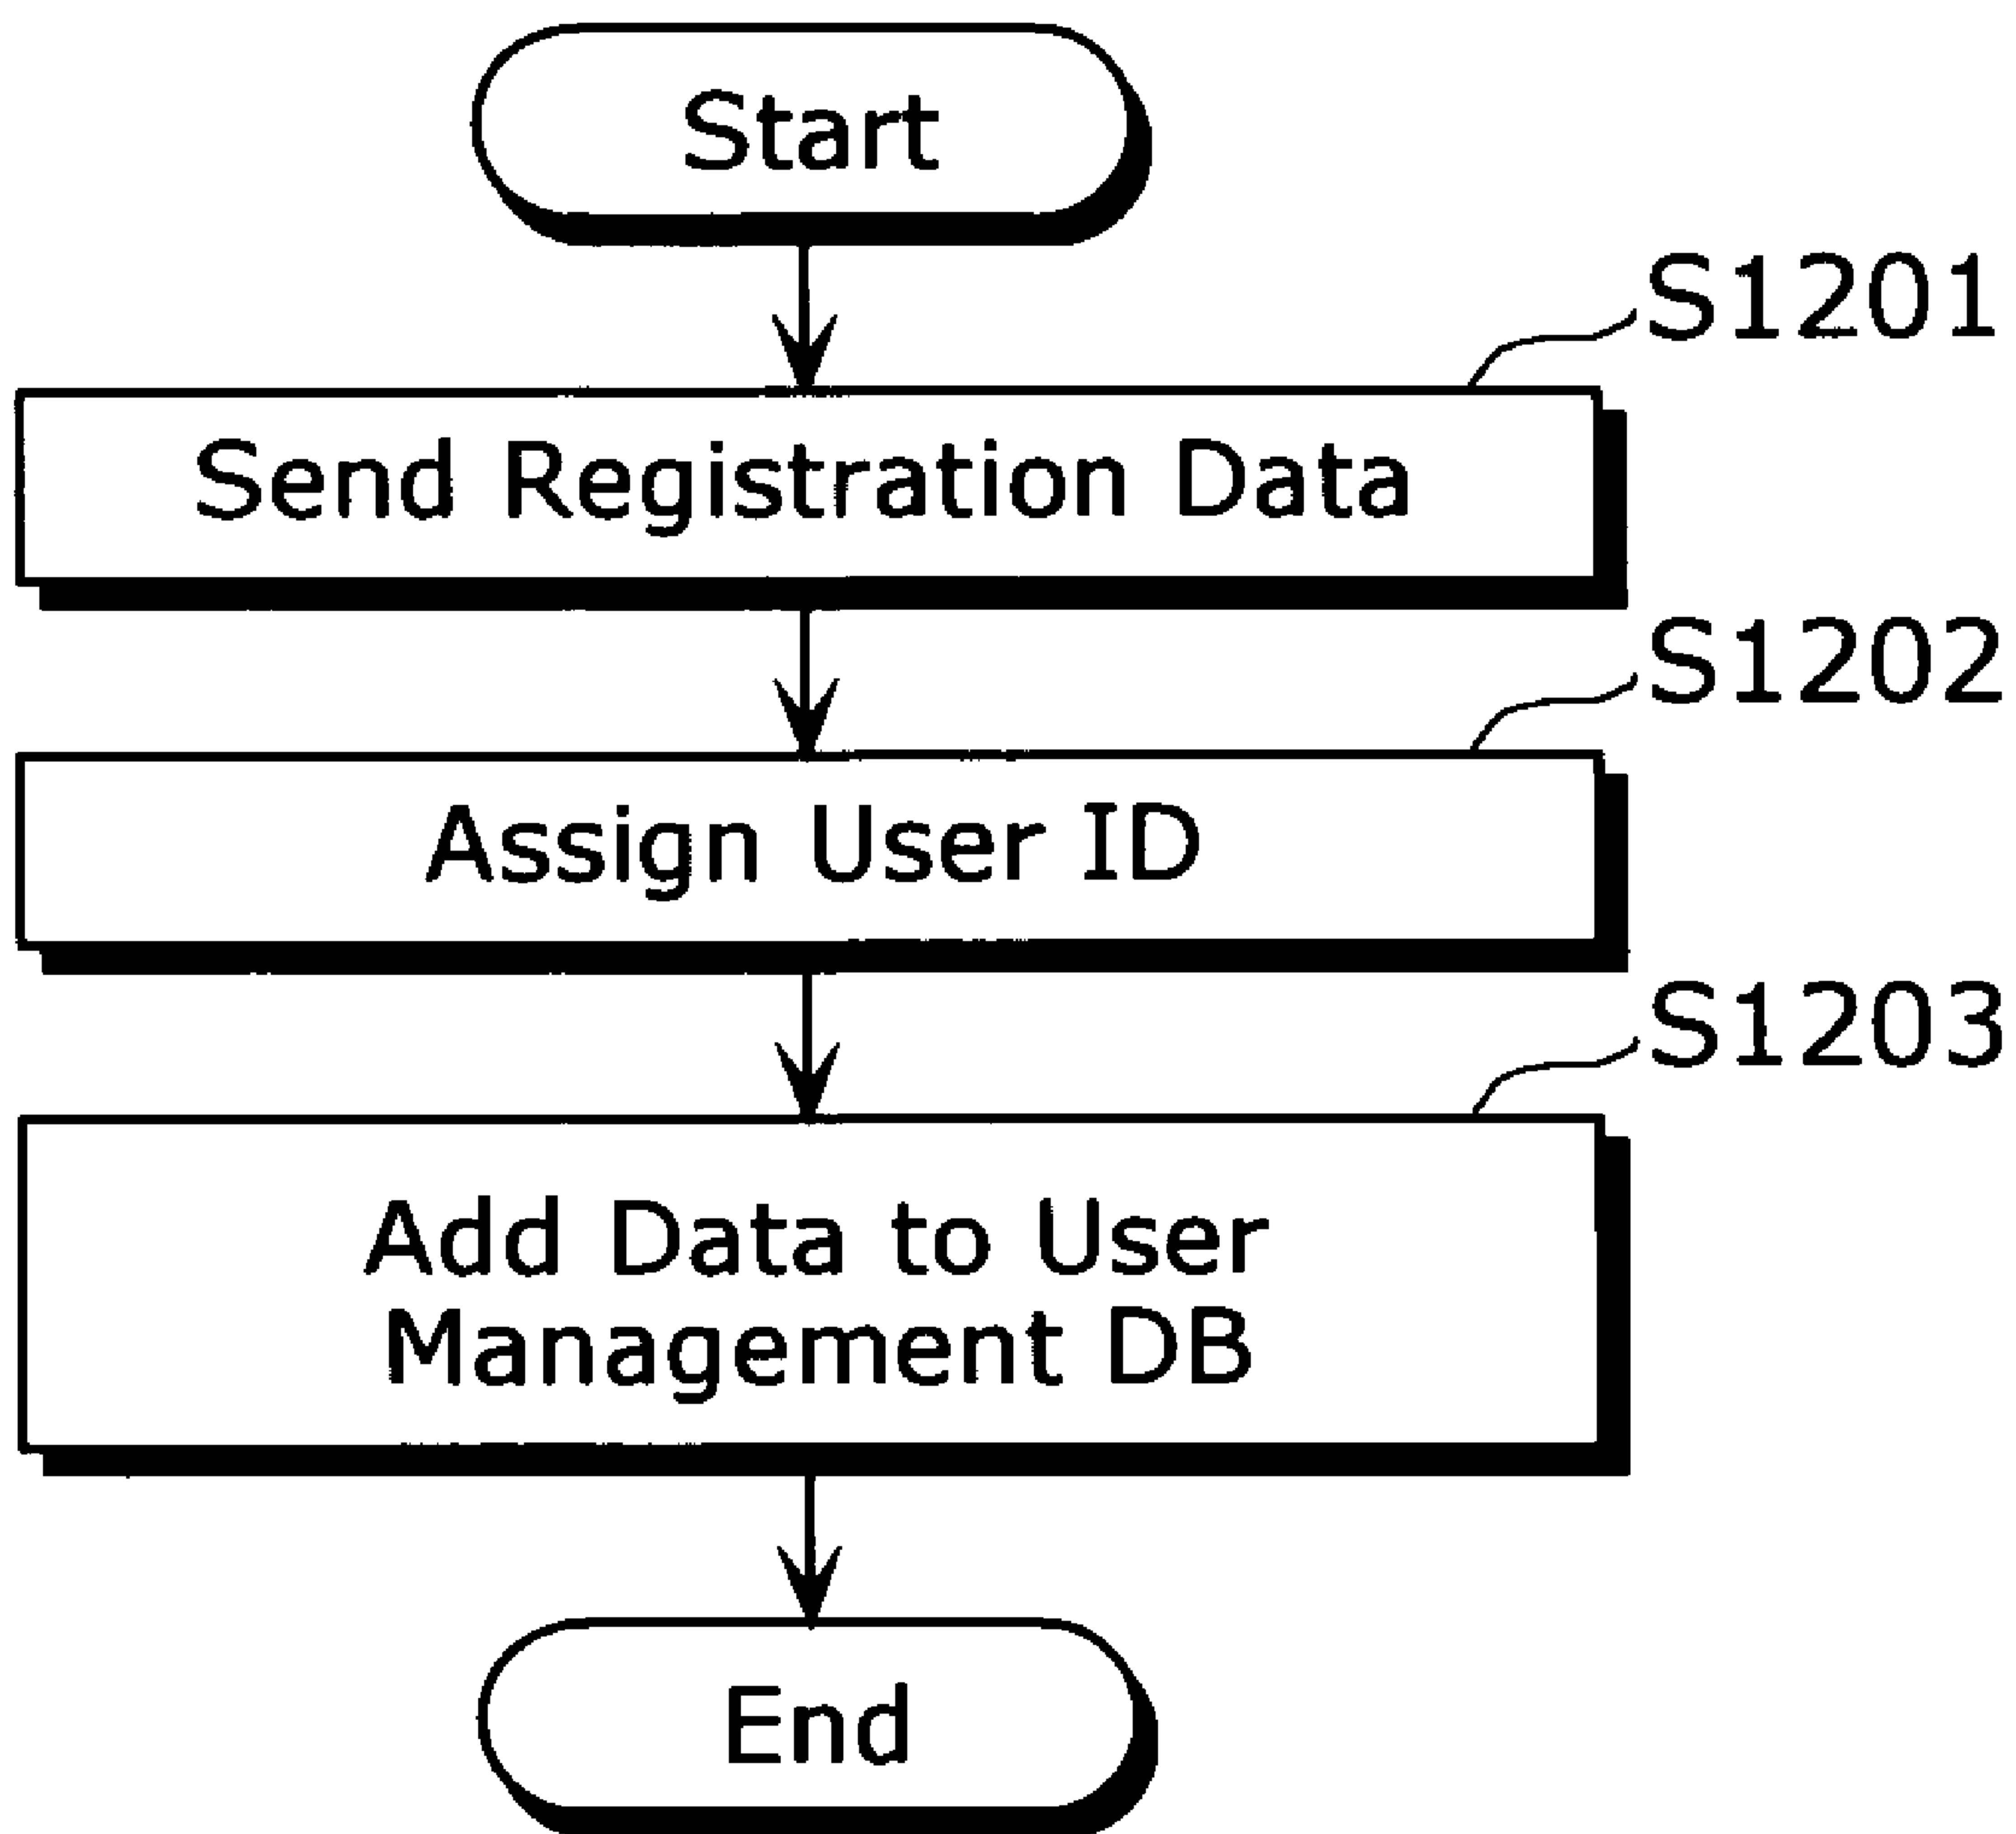 Start
S1201
Send Registration Data
S1202
Assign User ID
S1203
Add Data to User
Management DB
End